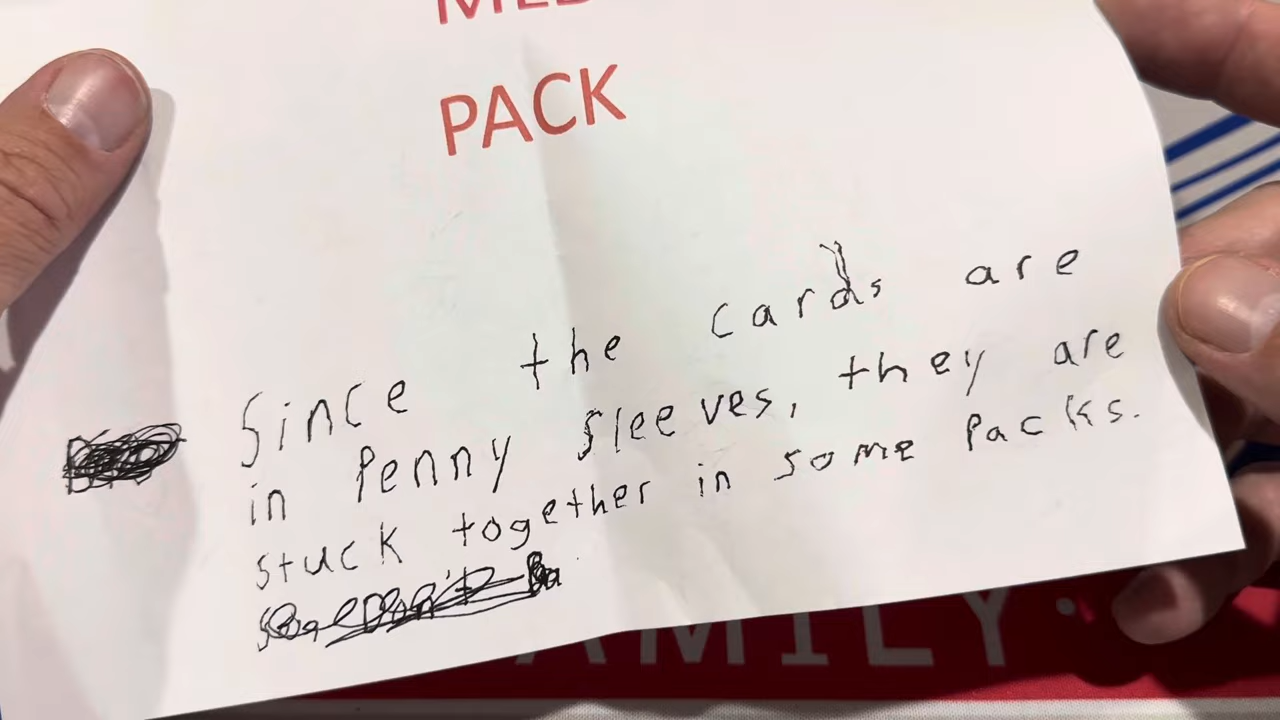 PACK
Since the cards are
in Penny sleeves, they are
stuck together in some Packs.